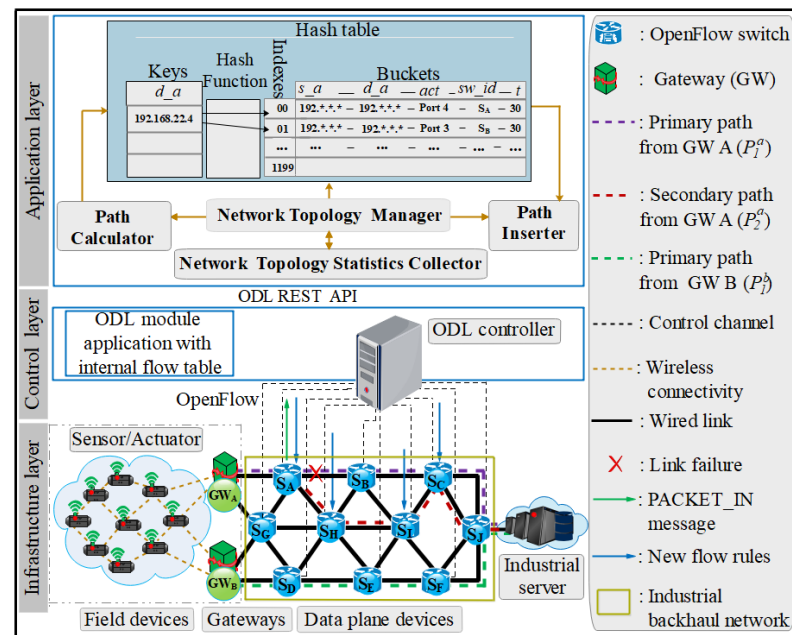 Application layer
Hash table
Keys
Hash Function
Indexes
Buckets
d_a
s_a — d_a — act - sw_id — t
192.168.22.4
00 192.*.*.* – 192.*.*.* – Port 4 – SA – 30
01 192.*.*.* – 192.*.*.* – Port 3 – SB – 30
... ... – ... – ... – ... – ...
1199
Path Calculator
Network Topology Manager
Path Inserter
Network Topology Statistics Collector
ODL REST API
Control layer
ODL module
application with
internal flow table
ODL controller
OpenFlow
Infrastructure layer
Sensor/Actuator
GWA
GWB
SA
SB
SC
SG
SH
SI
SJ
SD
SE
SF
Industrial
server
Field devices
Gateways
Data plane devices
: OpenFlow switch
: Gateway (GW)
: Primary path
from GW A (P1a)
: Secondary path
from GW A (P2a)
: Primary path
from GW B (P1b)
: Control channel
: Wireless
connectivity
: Wired link
: Link failure
: PACKET_IN
message
: New flow rules
: Industrial
backhaul network